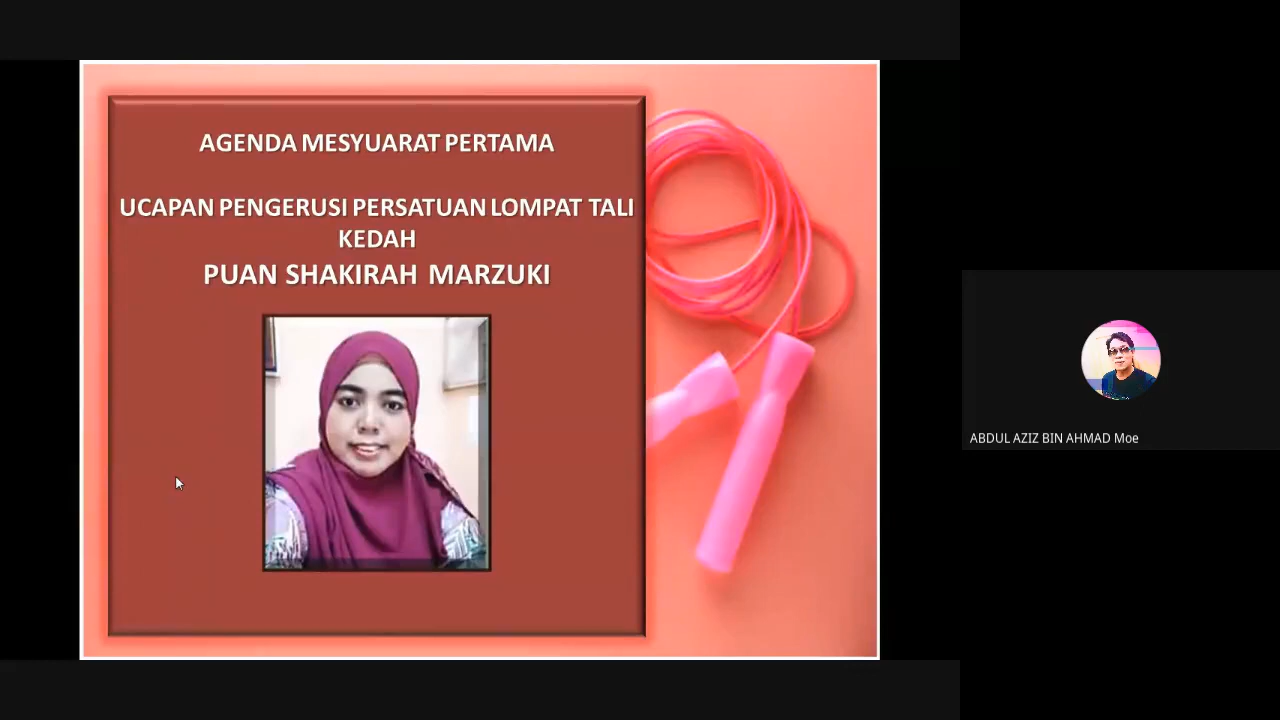 AGENDA MESYUARAT PERTAMA
UCAPAN PENGERUSI PERSATUAN LOMPAT TALI
KEDAH
PUAN SHAKIRAH MARZUKI
ABDUL AZIZ BIN AHMAD Moe